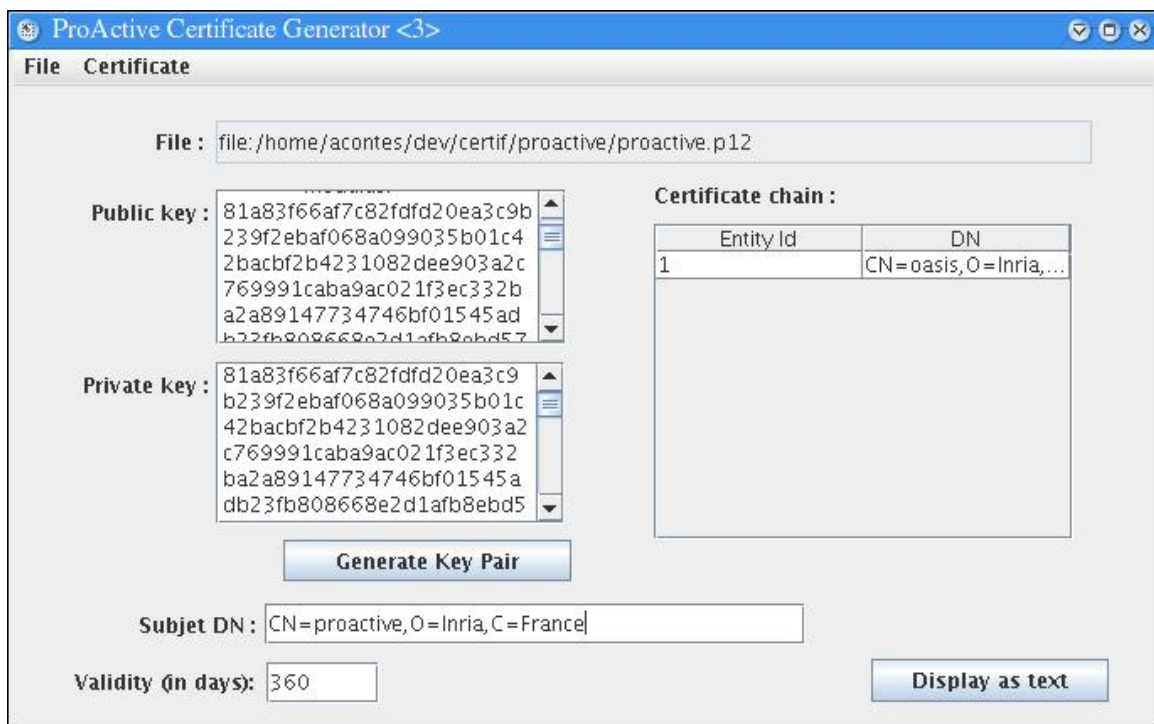 ProActive Certificate Generator <3>
File Certificate
File : file:/home/acontes/dev/certif/proactive/proactive.p12
Public key :
81a83f66af7c82fdfd20ea3c9b
239f2ebaf068a099035b01c4
2bacbf2b4231082dee903a2c
769991caba9ac021f3ec332b
a2a89147734746bf01545ad
b23fb808668e2d1afb8ebd57
Certificate chain :
Entity Id DN
1 CN=oasis,O=Inria,...
Private key :
81a83f66af7c82fdfd20ea3c9
b239f2ebaf068a099035b01c
42bacbf2b4231082dee903a2
c769991caba9ac021f3ec332
ba2a89147734746bf01545a
db23fb808668e2d1afb8ebd5
Generate Key Pair
Subjet DN : CN=proactive,O=Inria,C=France
Validity (in days): 360
Display as text